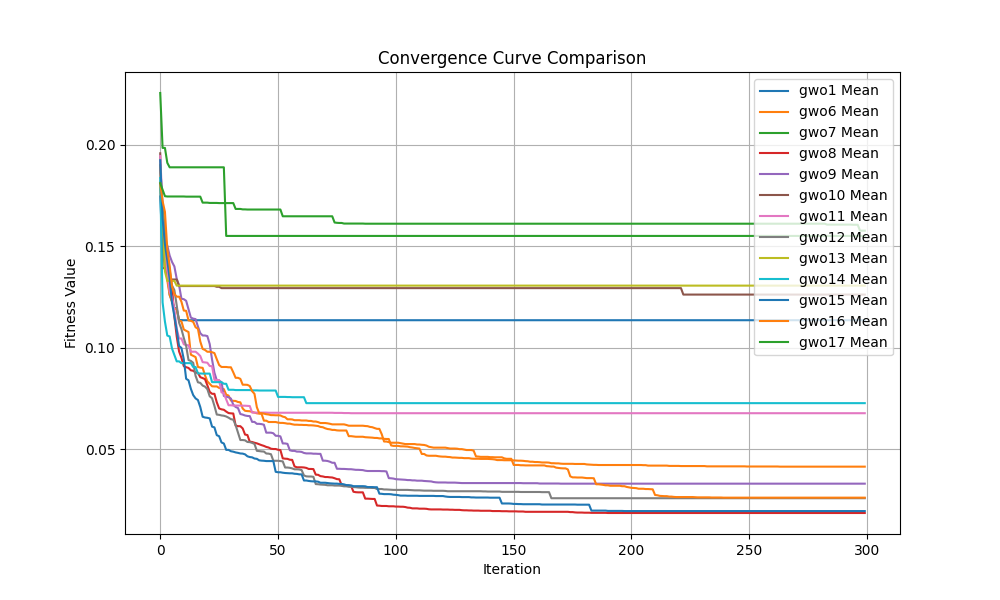 Convergence Curve Comparison
Fitness Value
0.20
0.15
0.10
0.05
0
50
100
150
200
250
300
Iteration
gwo1 Mean
gwo6 Mean
gwo7 Mean
gwo8 Mean
gwo9 Mean
gwo10 Mean
gwo11 Mean
gwo12 Mean
gwo13 Mean
gwo14 Mean
gwo15 Mean
gwo16 Mean
gwo17 Mean